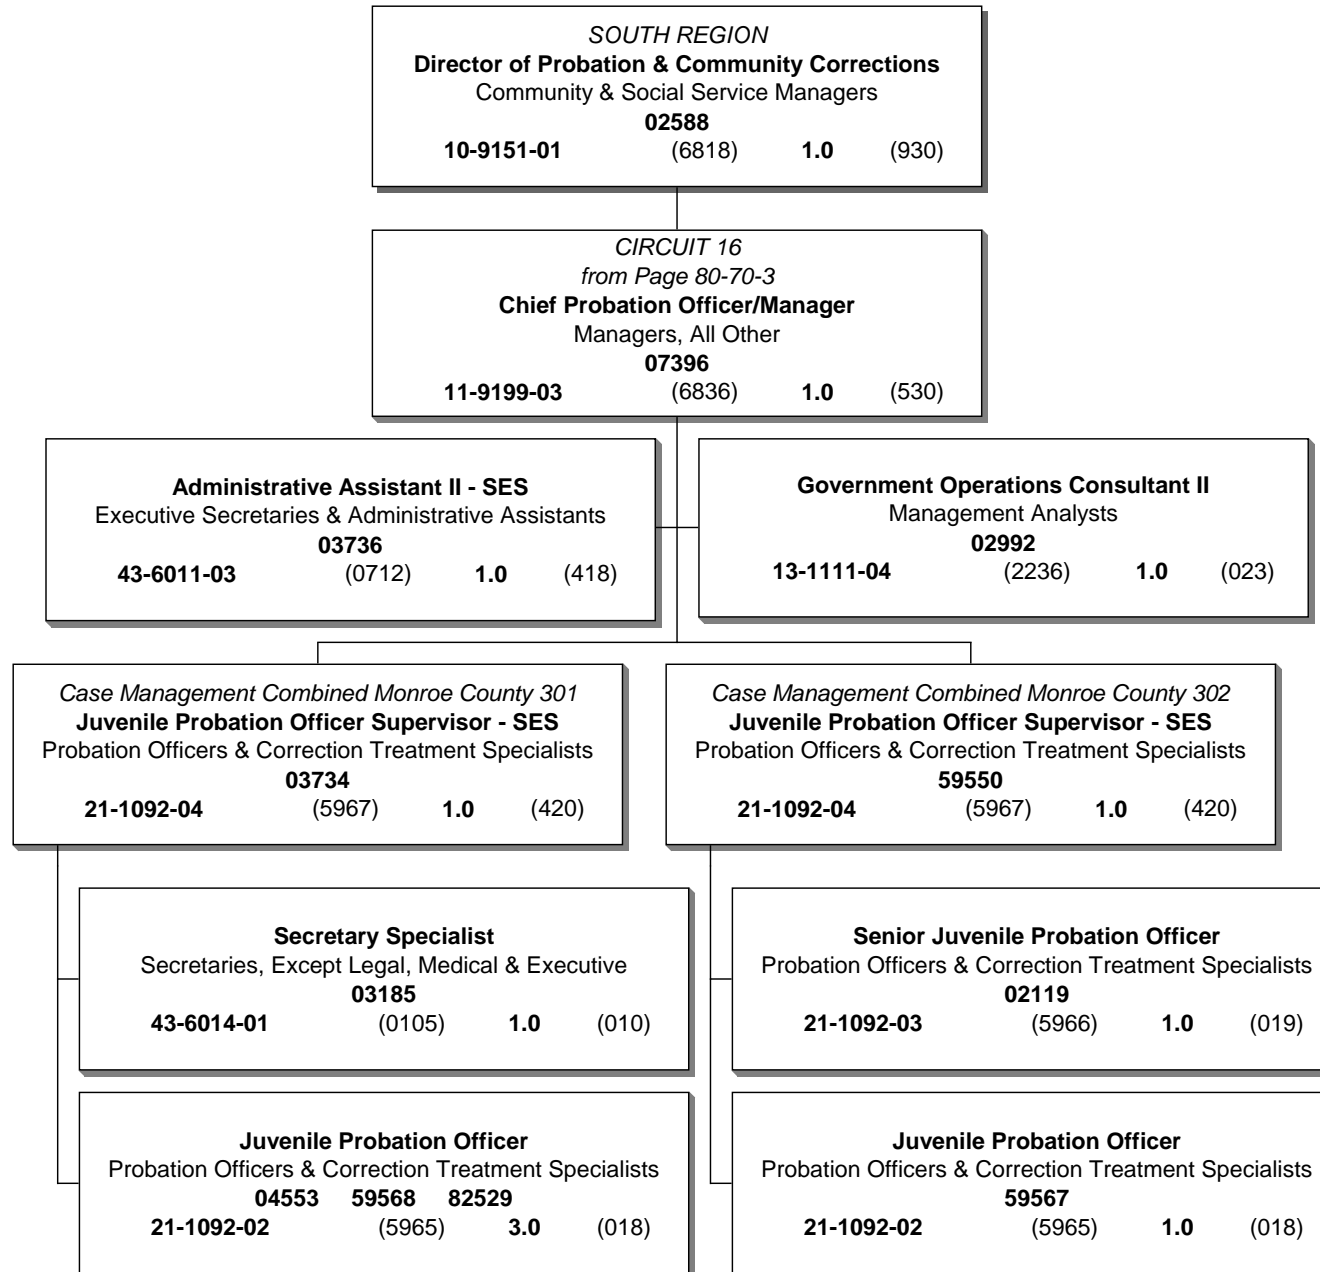 SOUTH REGION
Director of Probation & Community Corrections
Community & Social Service Managers
02588
10-9151-01 (6818) 1.0 (930)
CIRCUIT 16
from Page 80-70-3
Chief Probation Officer/Manager
Managers, All Other
07396
11-9199-03 (6836) 1.0 (530)
Administrative Assistant II - SES
Executive Secretaries & Administrative Assistants
03736
43-6011-03 (0712) 1.0 (418)
Government Operations Consultant II
Management Analysts
02992
13-1111-04 (2236) 1.0 (023)
Case Management Combined Monroe County 301
Juvenile Probation Officer Supervisor - SES
Probation Officers & Correction Treatment Specialists
03734
21-1092-04 (5967) 1.0 (420)
Case Management Combined Monroe County 302
Juvenile Probation Officer Supervisor - SES
Probation Officers & Correction Treatment Specialists
59550
21-1092-04 (5967) 1.0 (420)
Secretary Specialist
Secretaries, Except Legal, Medical & Executive
03185
43-6014-01 (0105) 1.0 (010)
Senior Juvenile Probation Officer
Probation Officers & Correction Treatment Specialists
02119
21-1092-03 (5966) 1.0 (019)
Juvenile Probation Officer
Probation Officers & Correction Treatment Specialists
04553 59568 82529
21-1092-02 (5965) 3.0 (018)
Juvenile Probation Officer
Probation Officers & Correction Treatment Specialists
59567
21-1092-02 (5965) 1.0 (018)